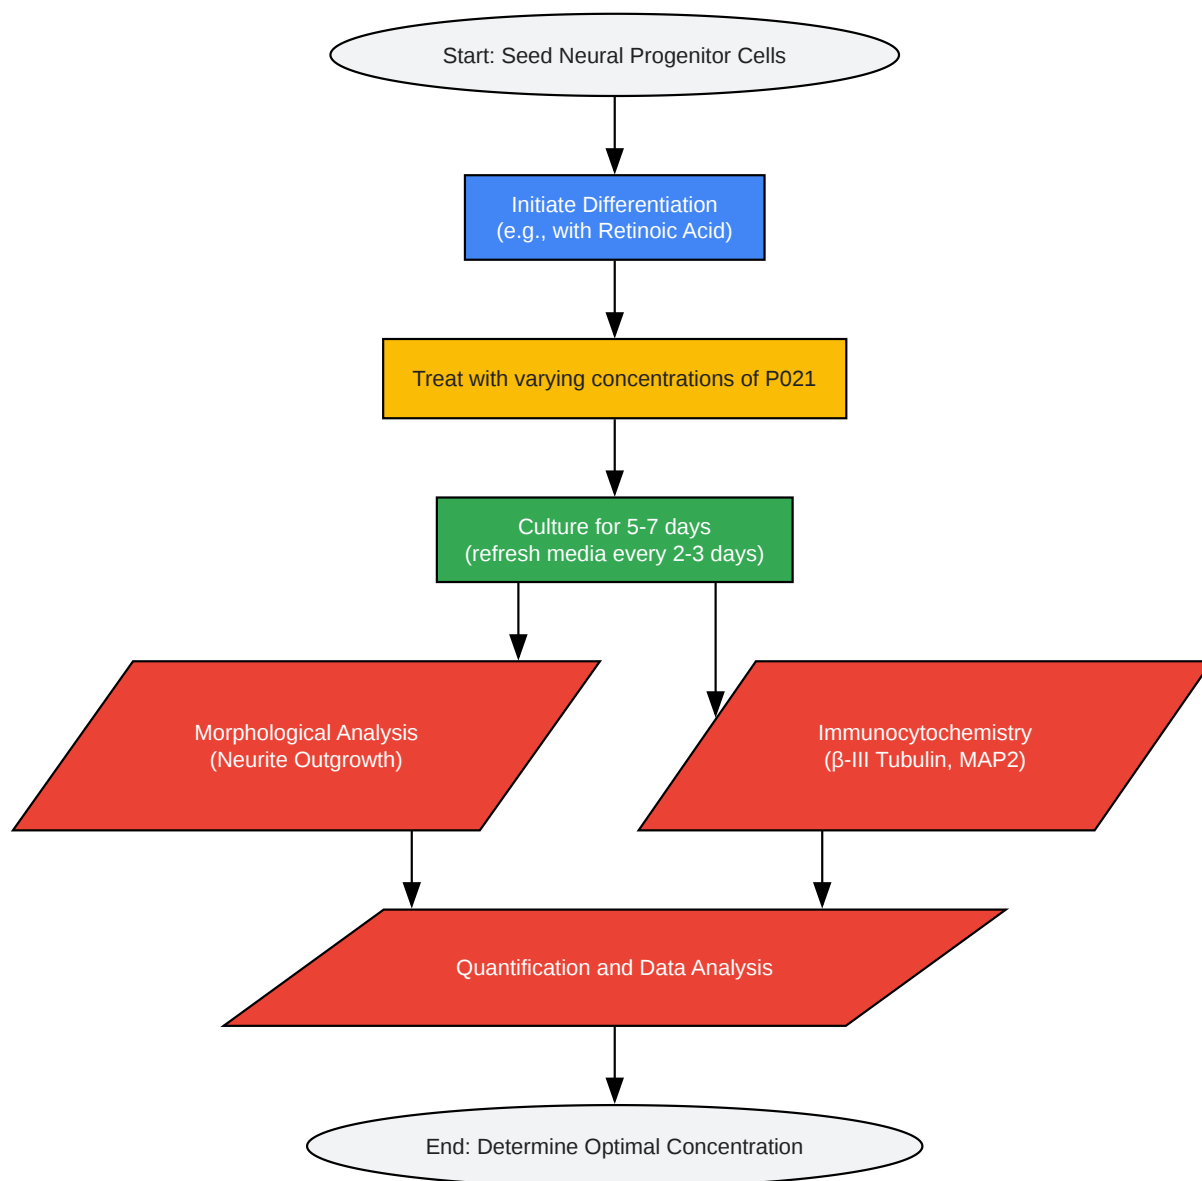 Start: Seed Neural Progenitor Cells
Initiate Differentiation
(e.g., with Retinoic Acid)
Treat with varying concentrations of P021
Culture for 5-7 days
(refresh media every 2-3 days)
Morphological Analysis
(Neurite Outgrowth)
Immunocytochemistry
(β-III Tubulin, MAP2)
Quantification and Data Analysis
End: Determine Optimal Concentration